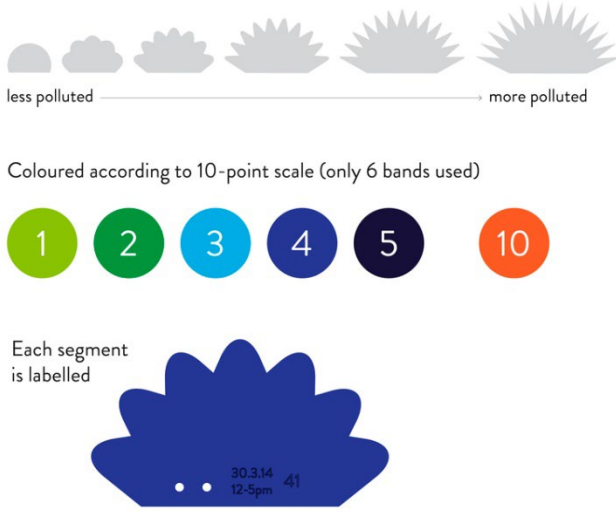 less polluted
more polluted
Coloured according to 10-point scale (only 6 bands used)
1 2 3 4 5 10
Each segment
is labelled
30.3.14
12-5pm
41